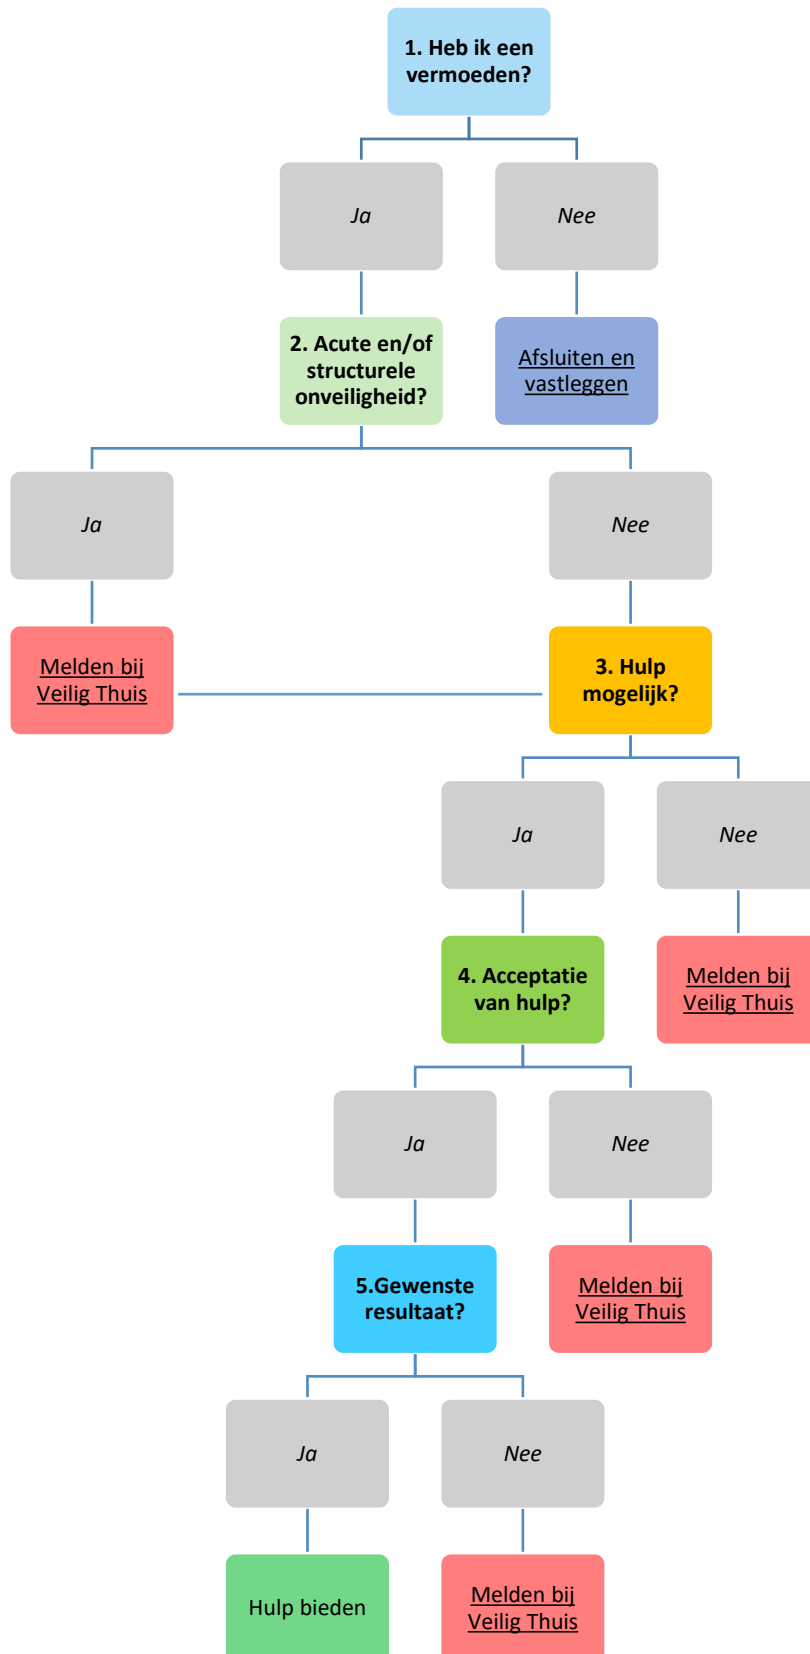 1. Heb ik een
vermoeden?
Ja
Nee
2. Acute en/of
structurele
onveiligheid?
Afsluiten en
vastleggen
Ja
Nee
Melden bij
Veilig Thuis
3. Hulp
mogelijk?
Ja
Nee
4. Acceptatie
van hulp?
Melden bij
Veilig Thuis
Ja
Nee
5.Gewenste
resultaat?
Melden bij
Veilig Thuis
Ja
Nee
Hulp bieden
Melden bij
Veilig Thuis